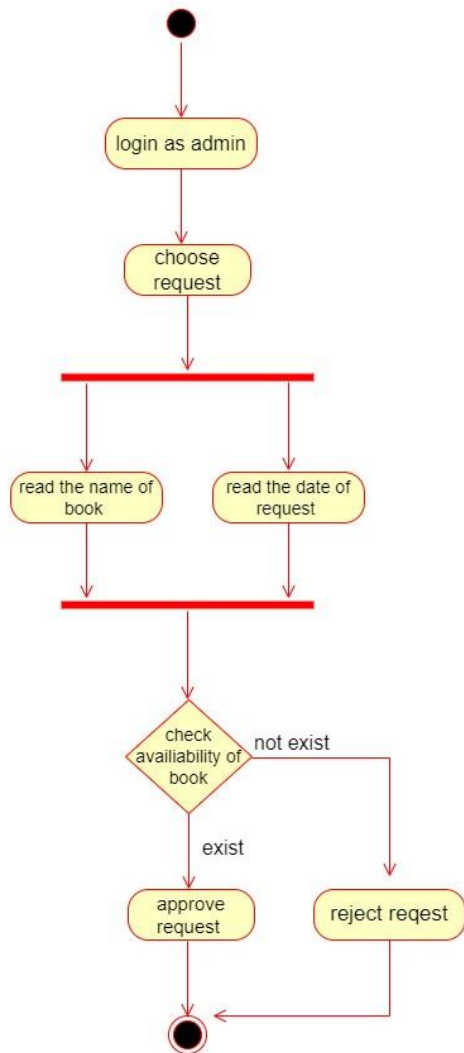 login as admin
choose
request
read the name of
book
read the date of
request
check
availiability of
book
not exist
exist
approve
request
reject reqest